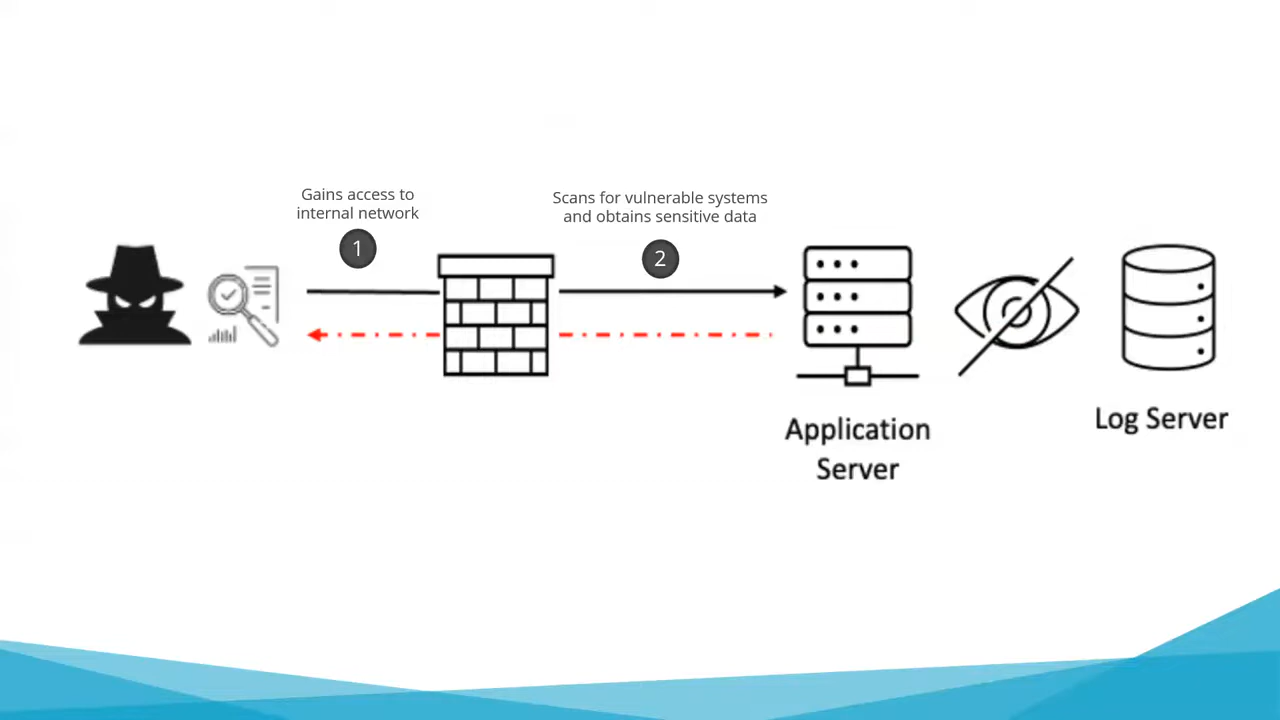 Gains access to
internal network
1
Scans for vulnerable systems
and obtains sensitive data
2
Application
Server
Log Server